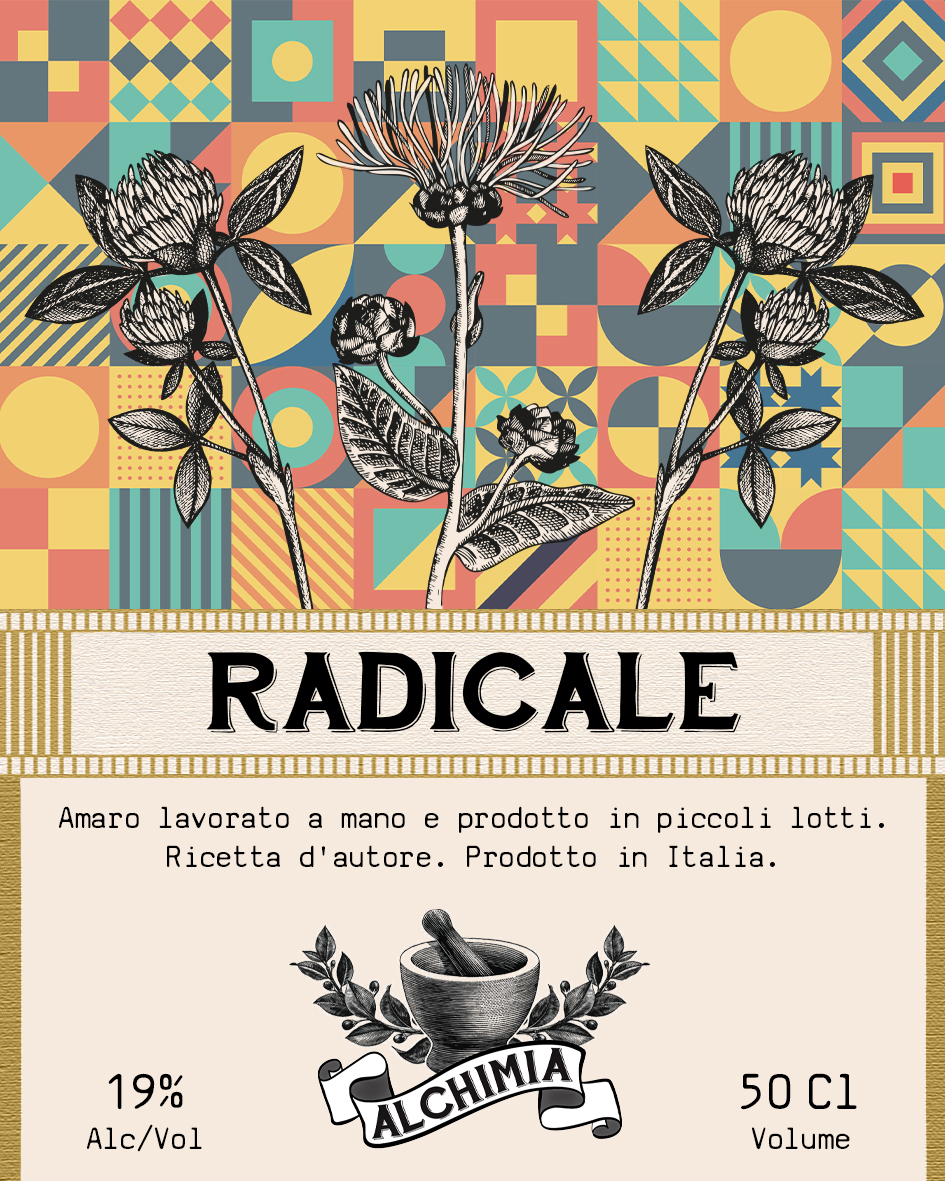 RADICALE
Amaro lavorato a mano e prodotto in piccoli lotti.
Ricetta d'autore. Prodotto in Italia.
ALCHIMIA
19%
Alc/Vol
50 Cl
Volume